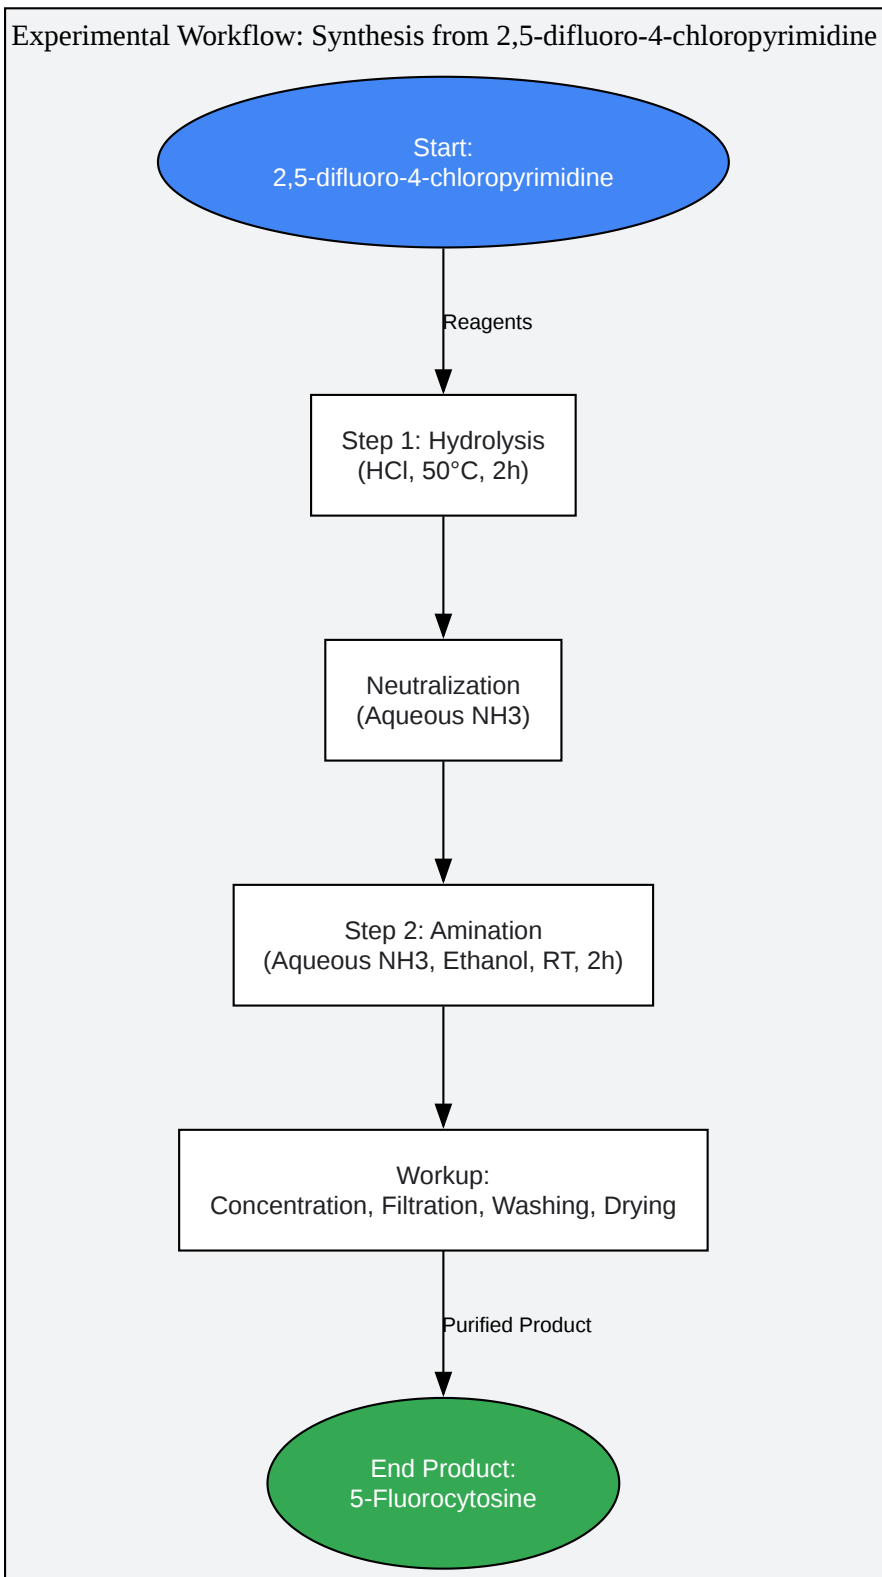 Experimental Workflow: Synthesis from 2,5-difluoro-4-chloropyrimidine
Start:
2,5-difluoro-4-chloropyrimidine
Reagents
Step 1: Hydrolysis
(HCl, 50°C, 2h)
Neutralization
(Aqueous NH3)
Step 2: Amination
(Aqueous NH3, Ethanol, RT, 2h)
Workup:
Concentration, Filtration, Washing, Drying
Purified Product
End Product:
5-Fluorocytosine